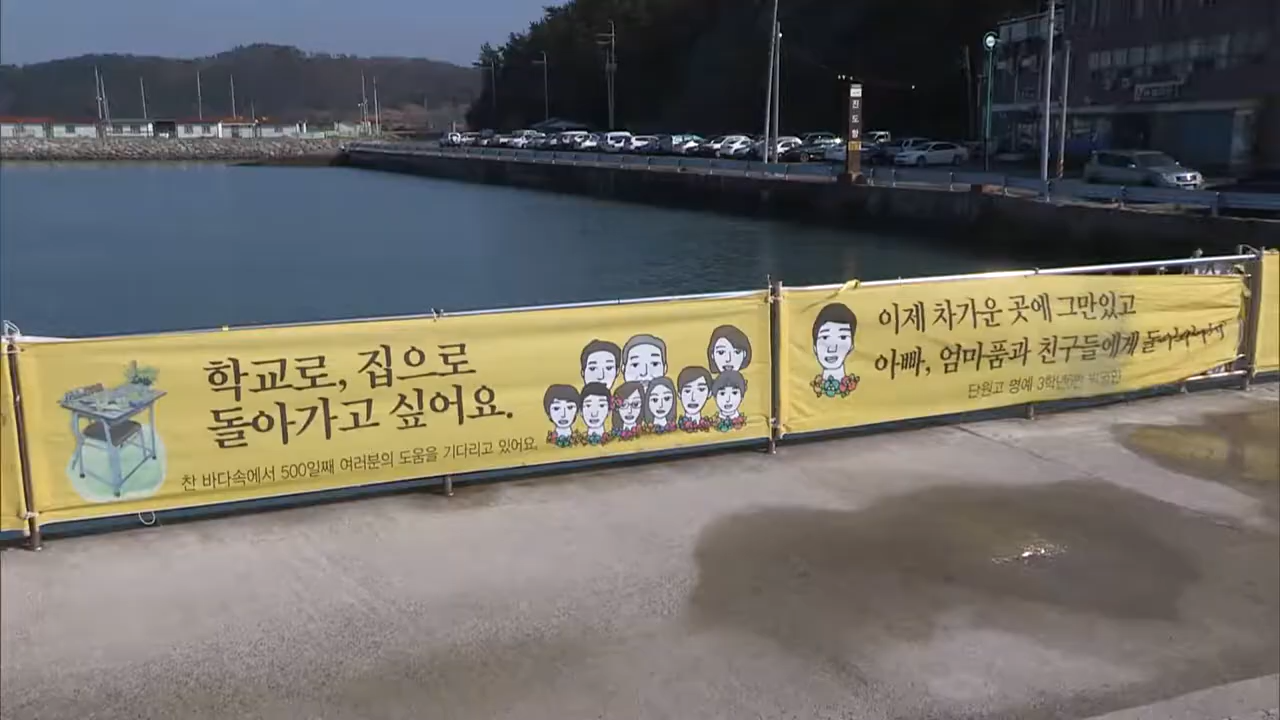 진도항
학교로, 집으로
돌아가고 싶어요.
찬 바다속에서 500일째 여러분의 도움을 기다리고 있어요.
이제 차가운 곳에 그만있고
아빠, 엄마품과 친구들에게
단원고 명예 3학년